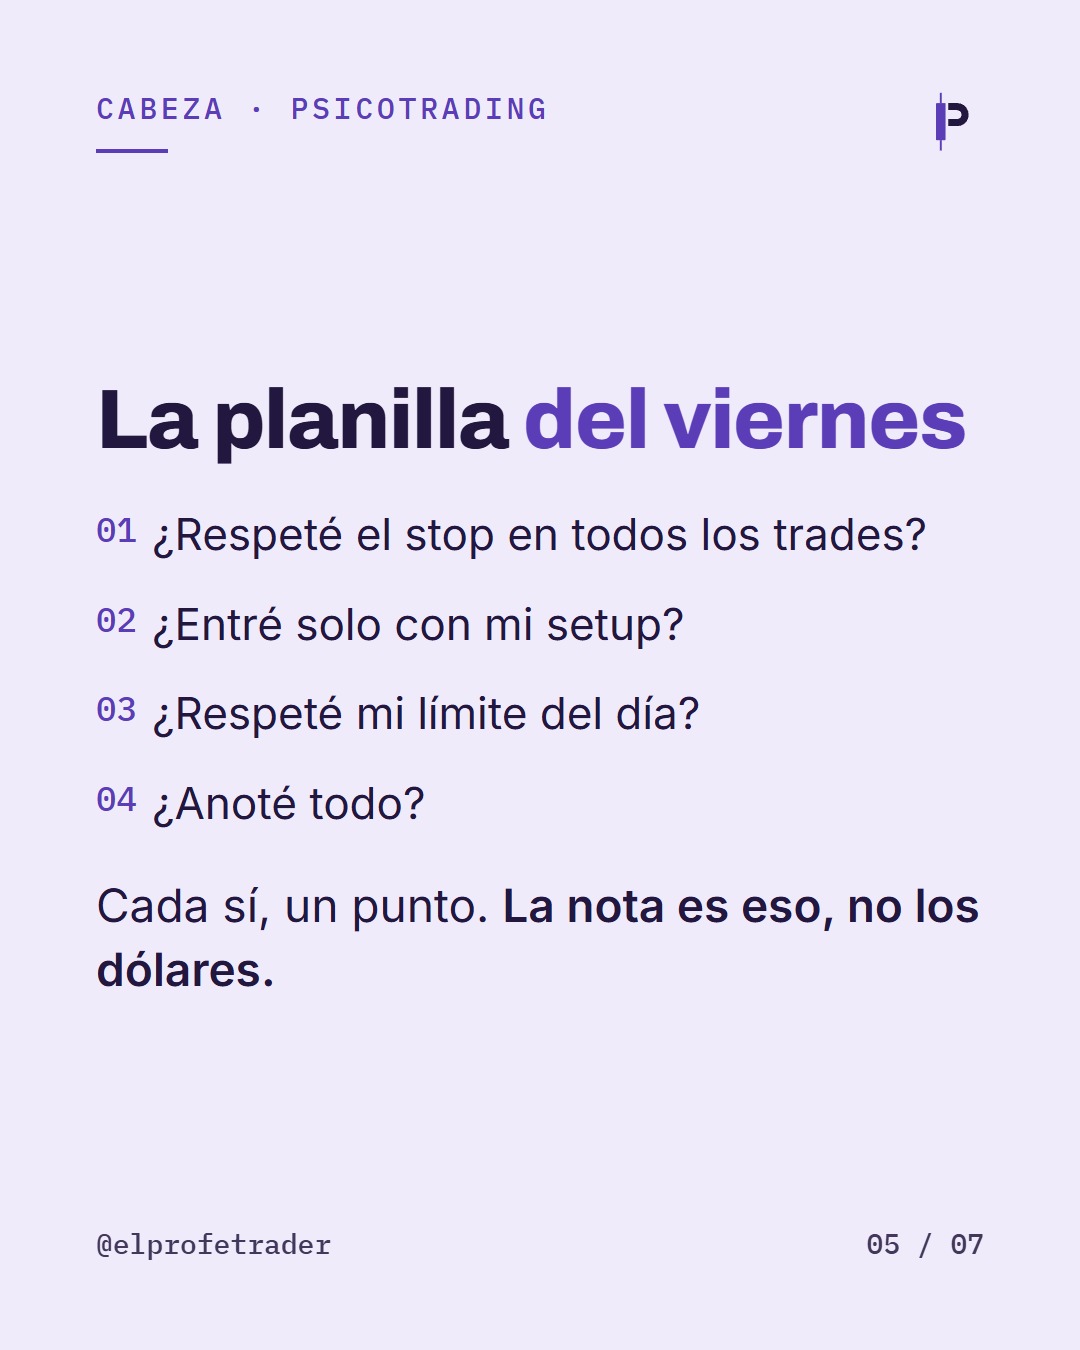 CABEZA · PSICOTRADING
P
La planilla del viernes
01 ¿Respeté el stop en todos los trades?
02 ¿Entré solo con mi setup?
03 ¿Respeté mi límite del día?
04 ¿Anoté todo?
Cada sí, un punto. La nota es eso, no los
dólares.
@elprofetrader
05 / 07